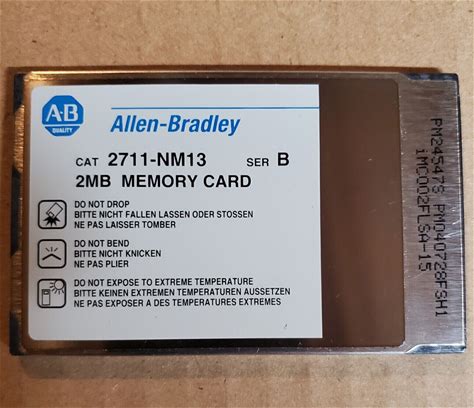 A-B
QUALITY
Allen-Bradley
CAT 2711-NM13 SER B
2MB MEMORY CARD
DO NOT DROP
BITTE NICHT FALLEN LASSEN ODER STOSSEN
NE PAS LAISSER TOMBER
DO NOT BEND
BITTE NICHT KNICKEN
NE PAS PLIER
DO NOT EXPOSE TO EXTREME TEMPERATURE
BITTE KEINEN EXTREMEN TEMPERATUREN AUSSETZEN
NE PAS EXPOSER A DES TEMPERATURES EXTREMES
PM24547S PM040728FSH1
iMC002FLSA-15